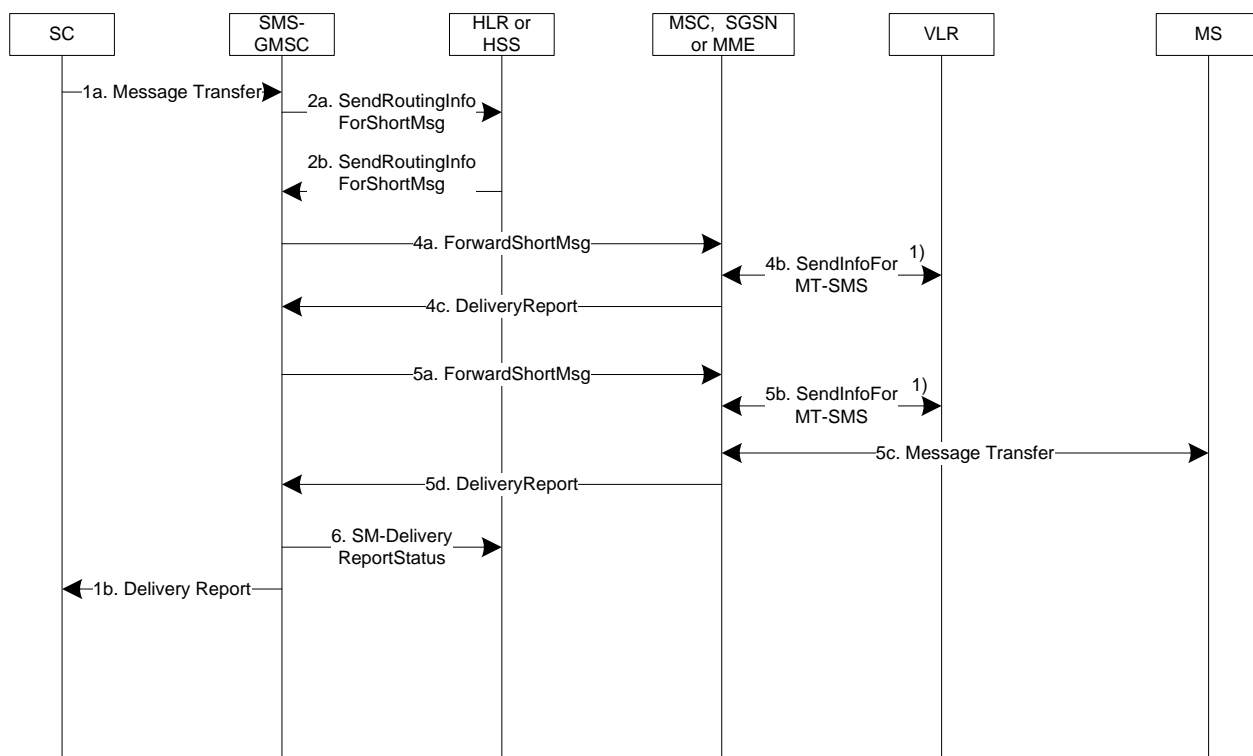 SC
SMS-
GMSC
HLR or
HSS
MSC, SGSN
or MME
VLR
MS
1a. Message Transfer
2a. SendRoutingInfo
ForShortMsg
2b. SendRoutingInfo
ForShortMsg
4a. ForwardShortMsg
1)
4b. SendInfoFor
MT-SMS
4c. DeliveryReport
5a. ForwardShortMsg
1)
5b. SendInfoFor
MT-SMS
5c. Message Transfer
5d. DeliveryReport
6. SM-Delivery
ReportStatus
1b. Delivery Report